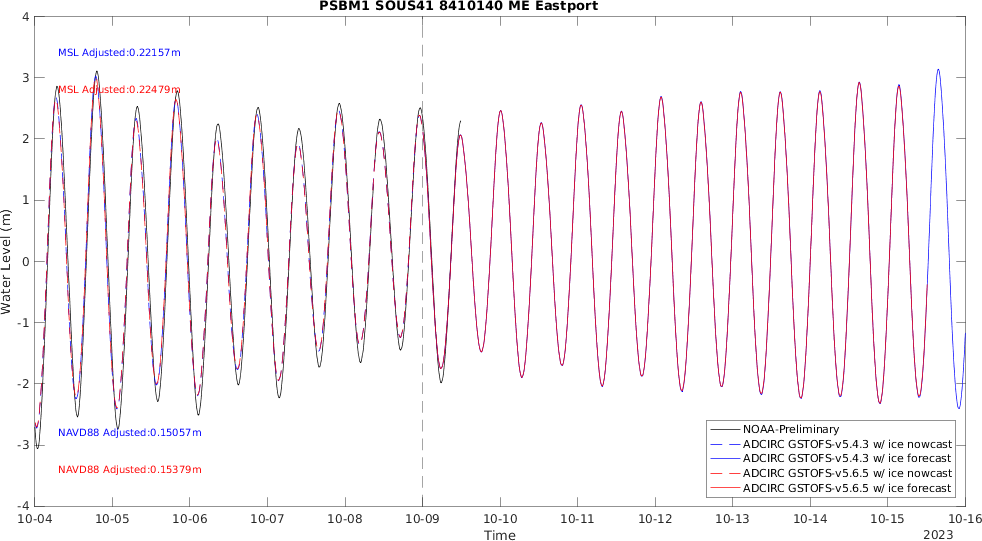 PSBM1 SOUS41 8410140 ME Eastport
4
MSL Adjusted:0.22157m
3
MSL Adjusted:0.22479m
2
1
0
-1
-2
-3
-4
Water Level (m)
NAVD88 Adjusted:0.15057m
NAVD88 Adjusted:0.15379m
NOAA-Preliminary
ADCIRC GSTOFS-v5.4.3 w/ ice nowcast
ADCIRC GSTOFS-v5.4.3 w/ ice forecast
ADCIRC GSTOFS-v5.6.5 w/ ice nowcast
ADCIRC GSTOFS-v5.6.5 w/ ice forecast
10-04 10-05 10-06 10-07 10-08 10-09 10-10 10-11 10-12 10-13 10-14 10-15 10-16
Time
2023